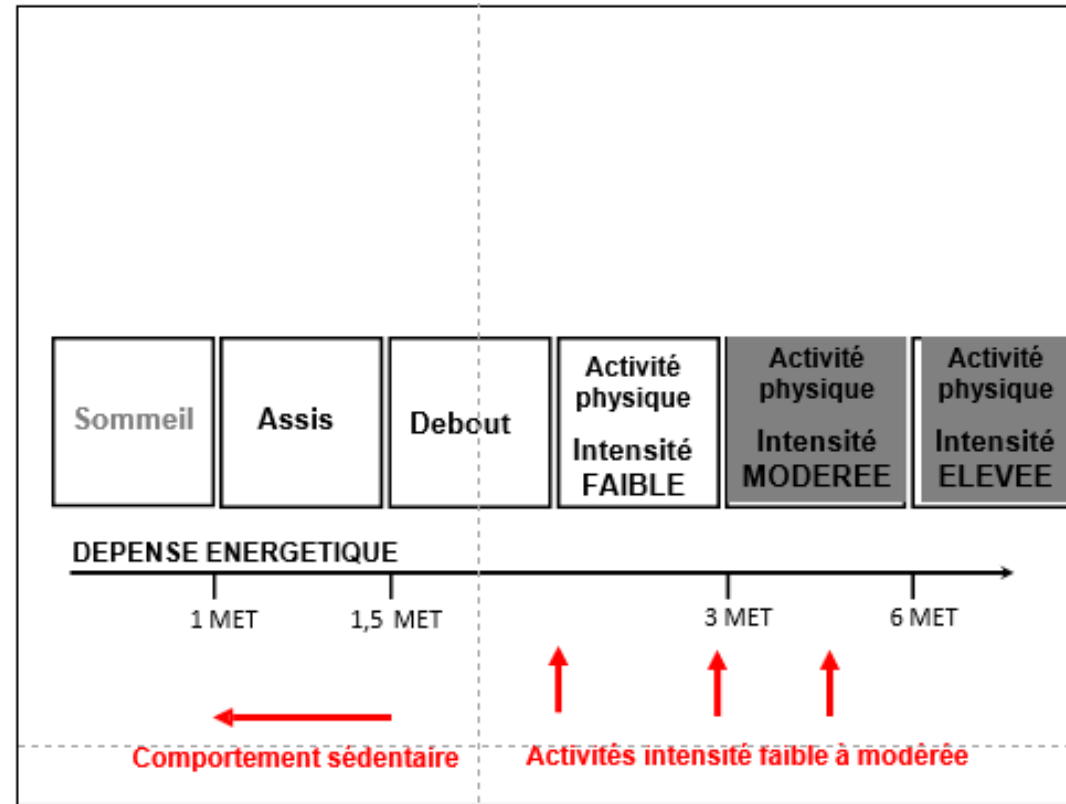 Sommeil
Assis
Debout
Activité
physique
Intensité
FAIBLE
Activité
physique
Intensité
MODEREE
Activité
physique
Intensité
ELEVEE
DEPENSE ENERGETIQUE
1 MET
1,5 MET
3 MET
6 MET
Comportement sédentaire
Activités intensité faible à modérée